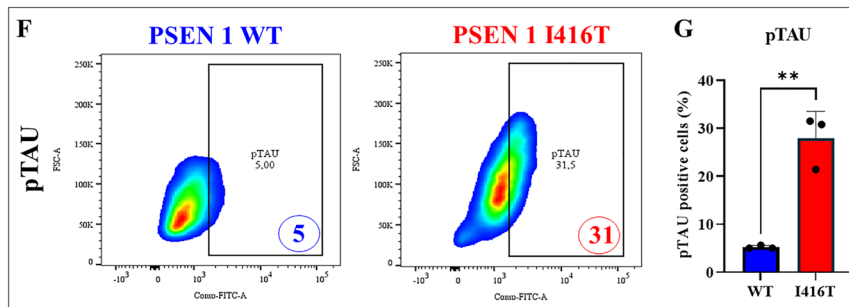 F
PSEN 1 WT
PSEN 1 I416T
pTAU
FSC-A
250K
200K
150K
100K
50K
0
pTAU
5,00
5
-10³ 0 10³ 10⁴ 10⁵
Comp-FITC-A
FSC-A
250K
200K
150K
100K
50K
0
pTAU
31,5
31
-10³ 0 10³ 10⁴ 10⁵
Comp-FITC-A
G
pTAU
pTAU positive cells (%)
40
30
20
10
0
**
WT I416T